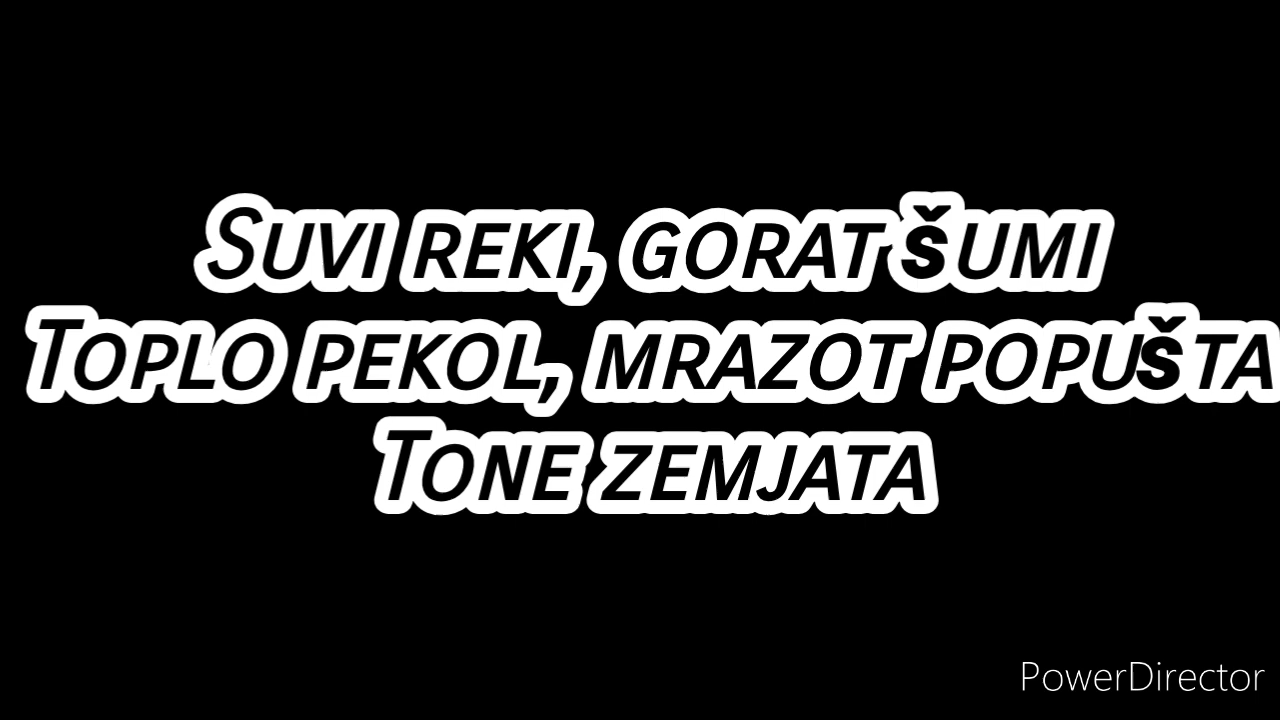 Suvi reki, gorat šumi
Toplo pekol, mrazot popušta
Tone zemjata
PowerDirector